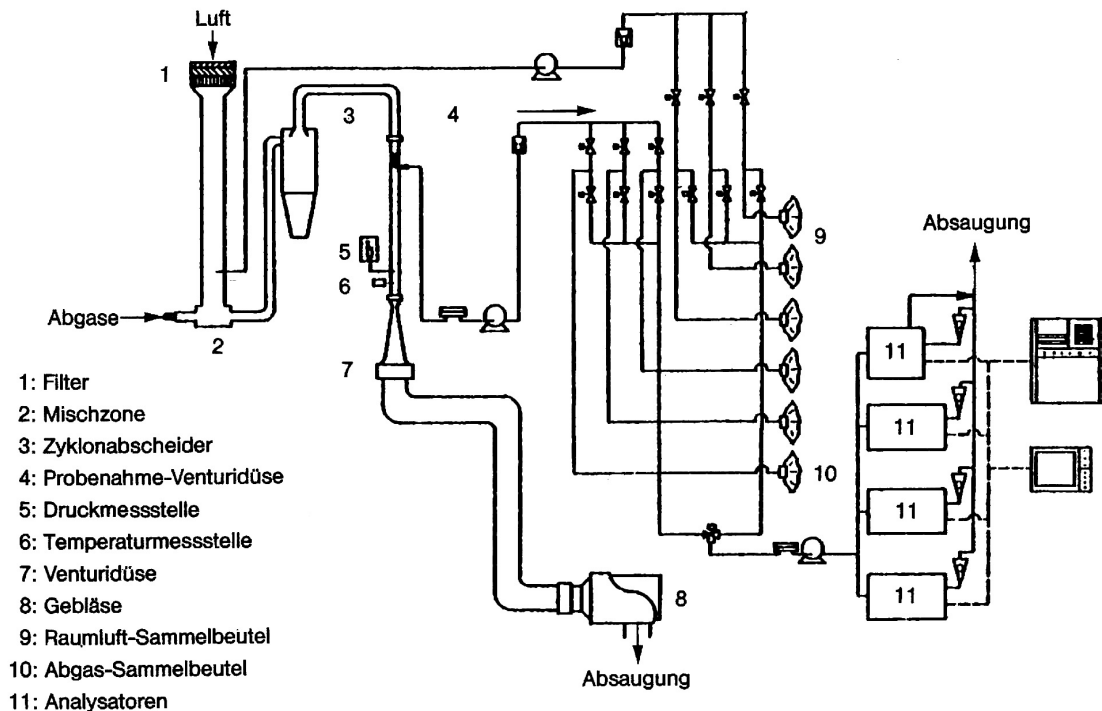 Luft
1
3
4
5
6
Abgase
2
7
8
Absaugung
9
10
Absaugung
11
11
11
11
1: Filter
2: Mischzone
3: Zyklonabscheider
4: Probenahme-Venturidüse
5: Druckmessstelle
6: Temperaturmessstelle
7: Venturidüse
8: Gebläse
9: Raumluft-Sammelbeutel
10: Abgas-Sammelbeutel
11: Analysatoren